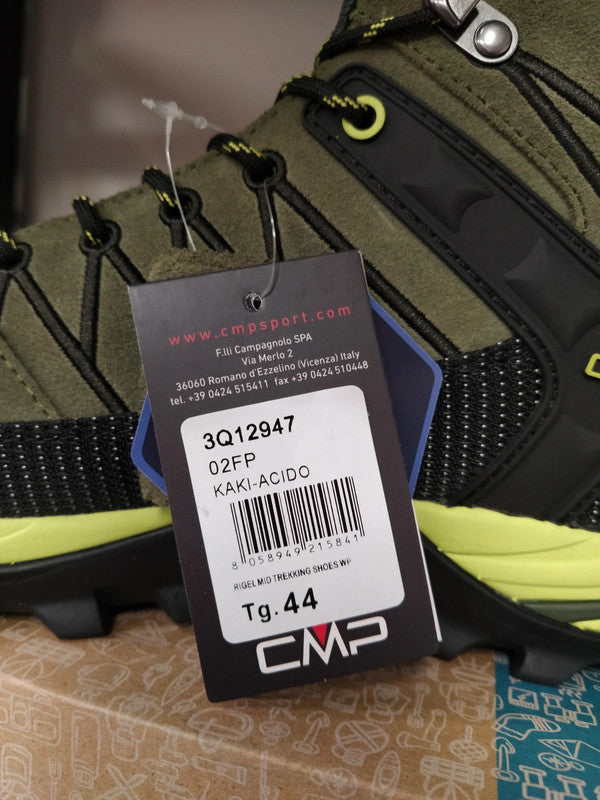 www.cmpsport.com
F.lli Campagnolo SPA
Via Merlo 2
36060 Romano d'Ezzelino (Vicenza) Italy
tel. +39 0424 515411 fax +39 0424 510448
3Q12947
02FP
KAKI-ACIDO
8 058949 215841
RIGEL MID TREKKING SHOES WP
Tg. 44
CMP